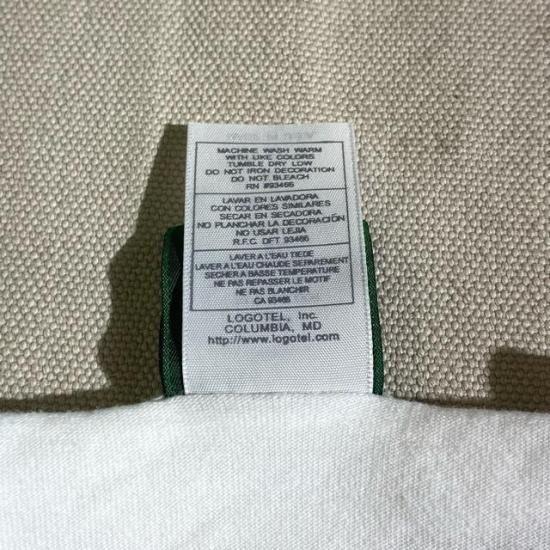 MACHINE WASH WARM
WITH LIKE COLORS
TUMBLE DRY LOW
DO NOT IRON DECORATION
DO NOT BLEACH
RN #93466
LAVAR EN LAVADORA
CON COLORES SIMILARES
SECAR EN SECADORA
NO PLANCHAR LA DECORACIÓN
NO USAR LEJIA
R.F.C. DFT 93466
LAVER A L'EAU TIEDE
LAVER A L'EAU CHAUDE SEPAREMENT
SECHER A BASSE TEMPERATURE
NE PAS REPASSER LE MOTIF
NE PAS BLANCHIR
CA 93466
LOGOTEL, Inc.
COLUMBIA, MD
http://www.logotel.com